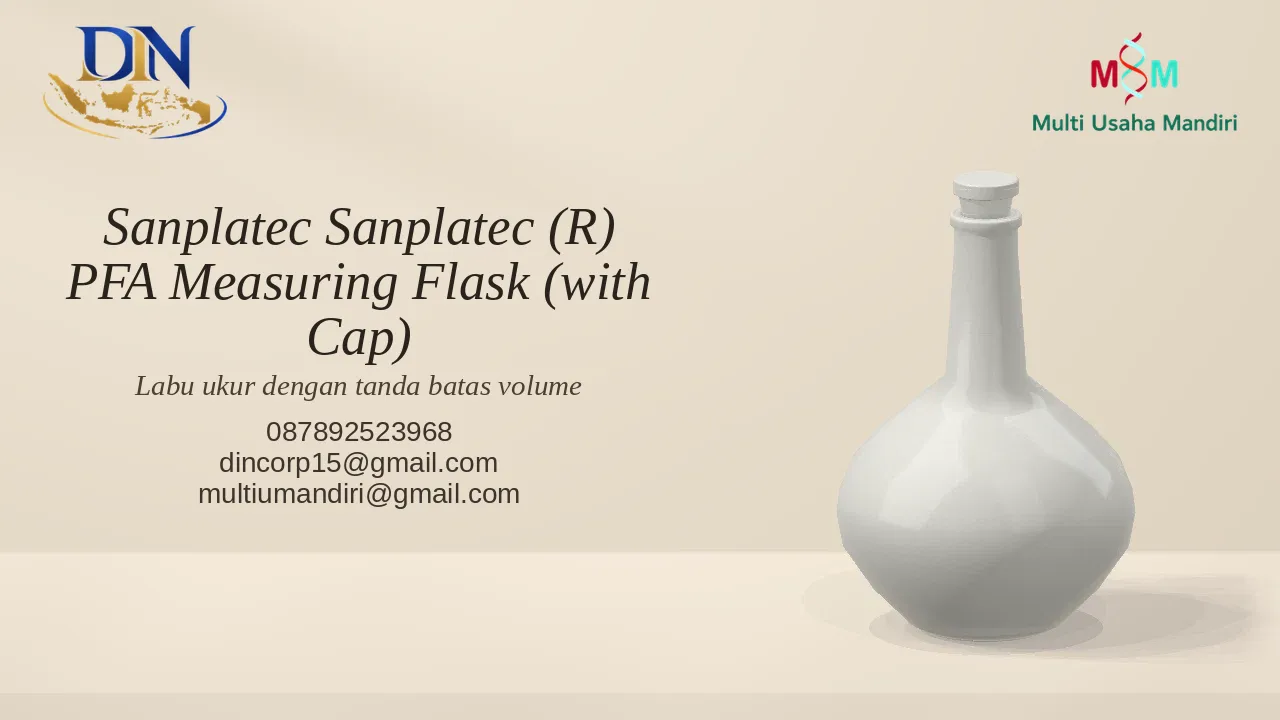 DN
M M
Multi Usaha Mandiri
Sanplatec Sanplatec (R)
PFA Measuring Flask (with
Cap)
Labu ukur dengan tanda batas volume
087892523968
dincorp15@gmail.com
multiumandiri@gmail.com